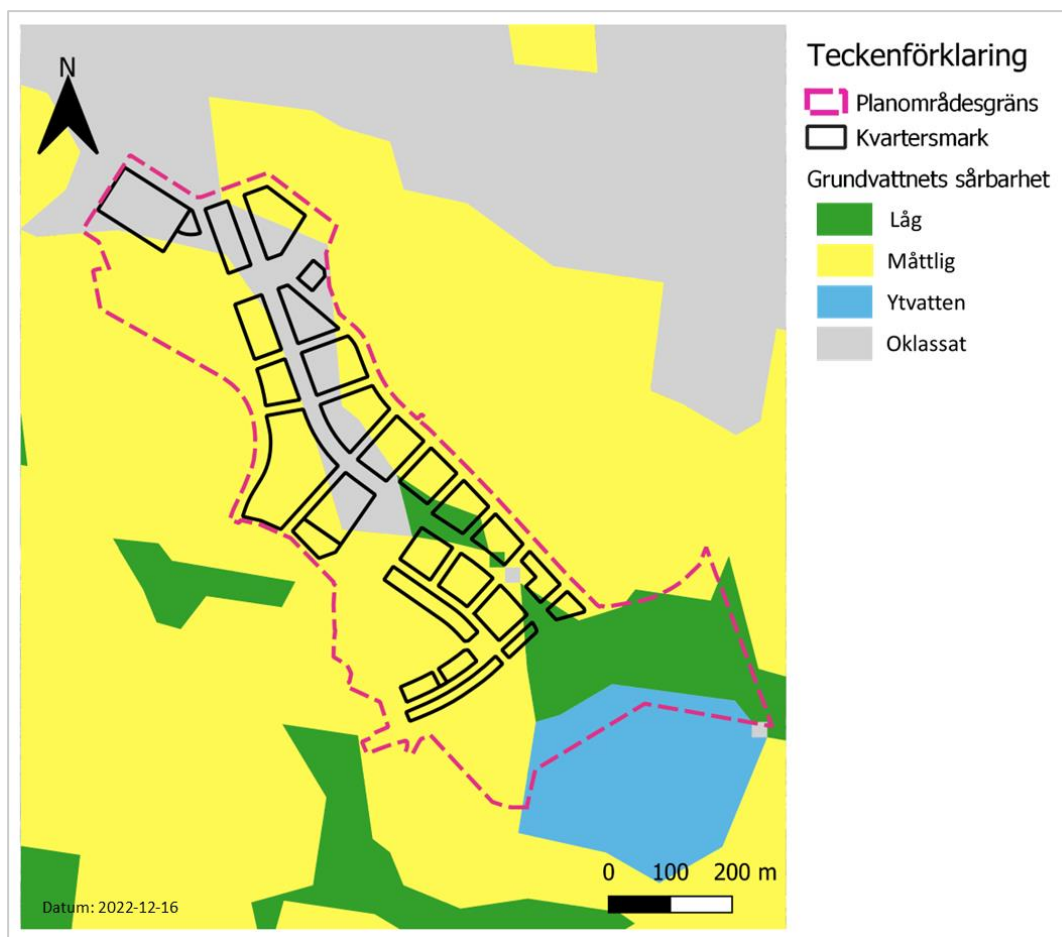 N
Teckenförklaring
Planområdesgräns
Kvartersmark
Grundvattnets sårbarhet
Låg
Måttlig
Ytvatten
Oklassat
0 100 200 m
Datum: 2022-12-16